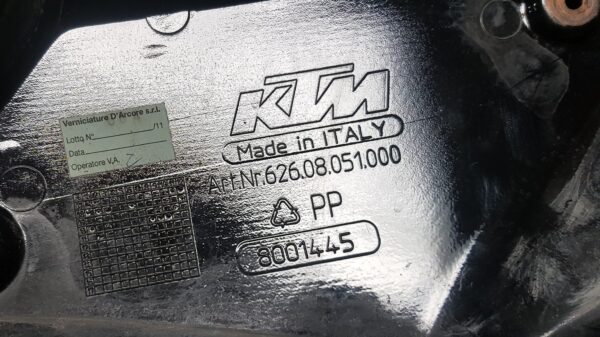 KTM
Made in ITALY
Art.Nr.626.08.051.000
PP
8001445
Verniciature D'Arcore s.r.l.
Lotto N° /11
Data
Operatore V.A.